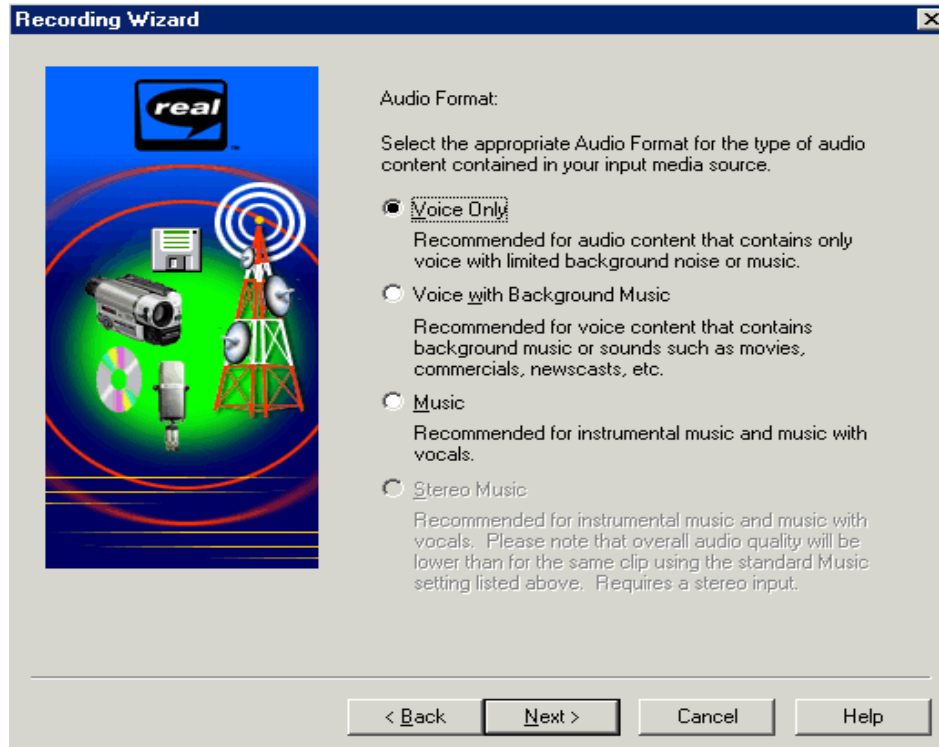 Recording Wizard
real
Audio Format:
Select the appropriate Audio Format for the type of audio
content contained in your input media source.
Voice Only
Recommended for audio content that contains only
voice with limited background noise or music.
Voice with Background Music
Recommended for voice content that contains
background music or sounds such as movies,
commercials, newscasts, etc.
Music
Recommended for instrumental music and music with
vocals.
Stereo Music
Recommended for instrumental music and music with
vocals. Please note that overall audio quality will be
lower than for the same clip using the standard Music
setting listed above. Requires a stereo input.
< Back
Next >
Cancel
Help